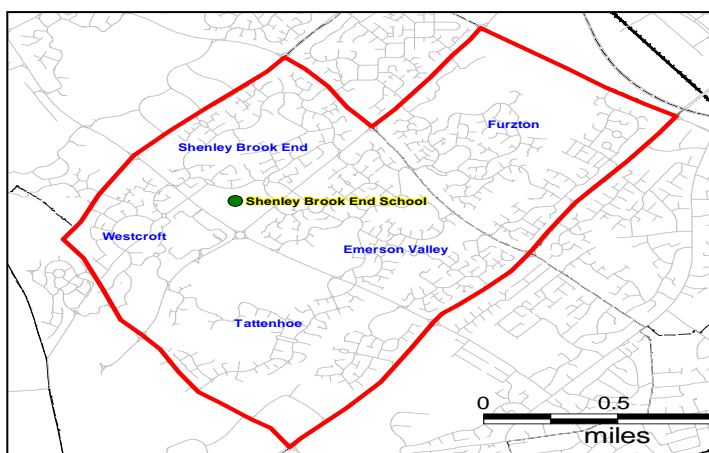 Furzton
Shenley Brook End
Shenley Brook End School
Westcroft
Emerson Valley
Tattenhoe
0 0.5
miles